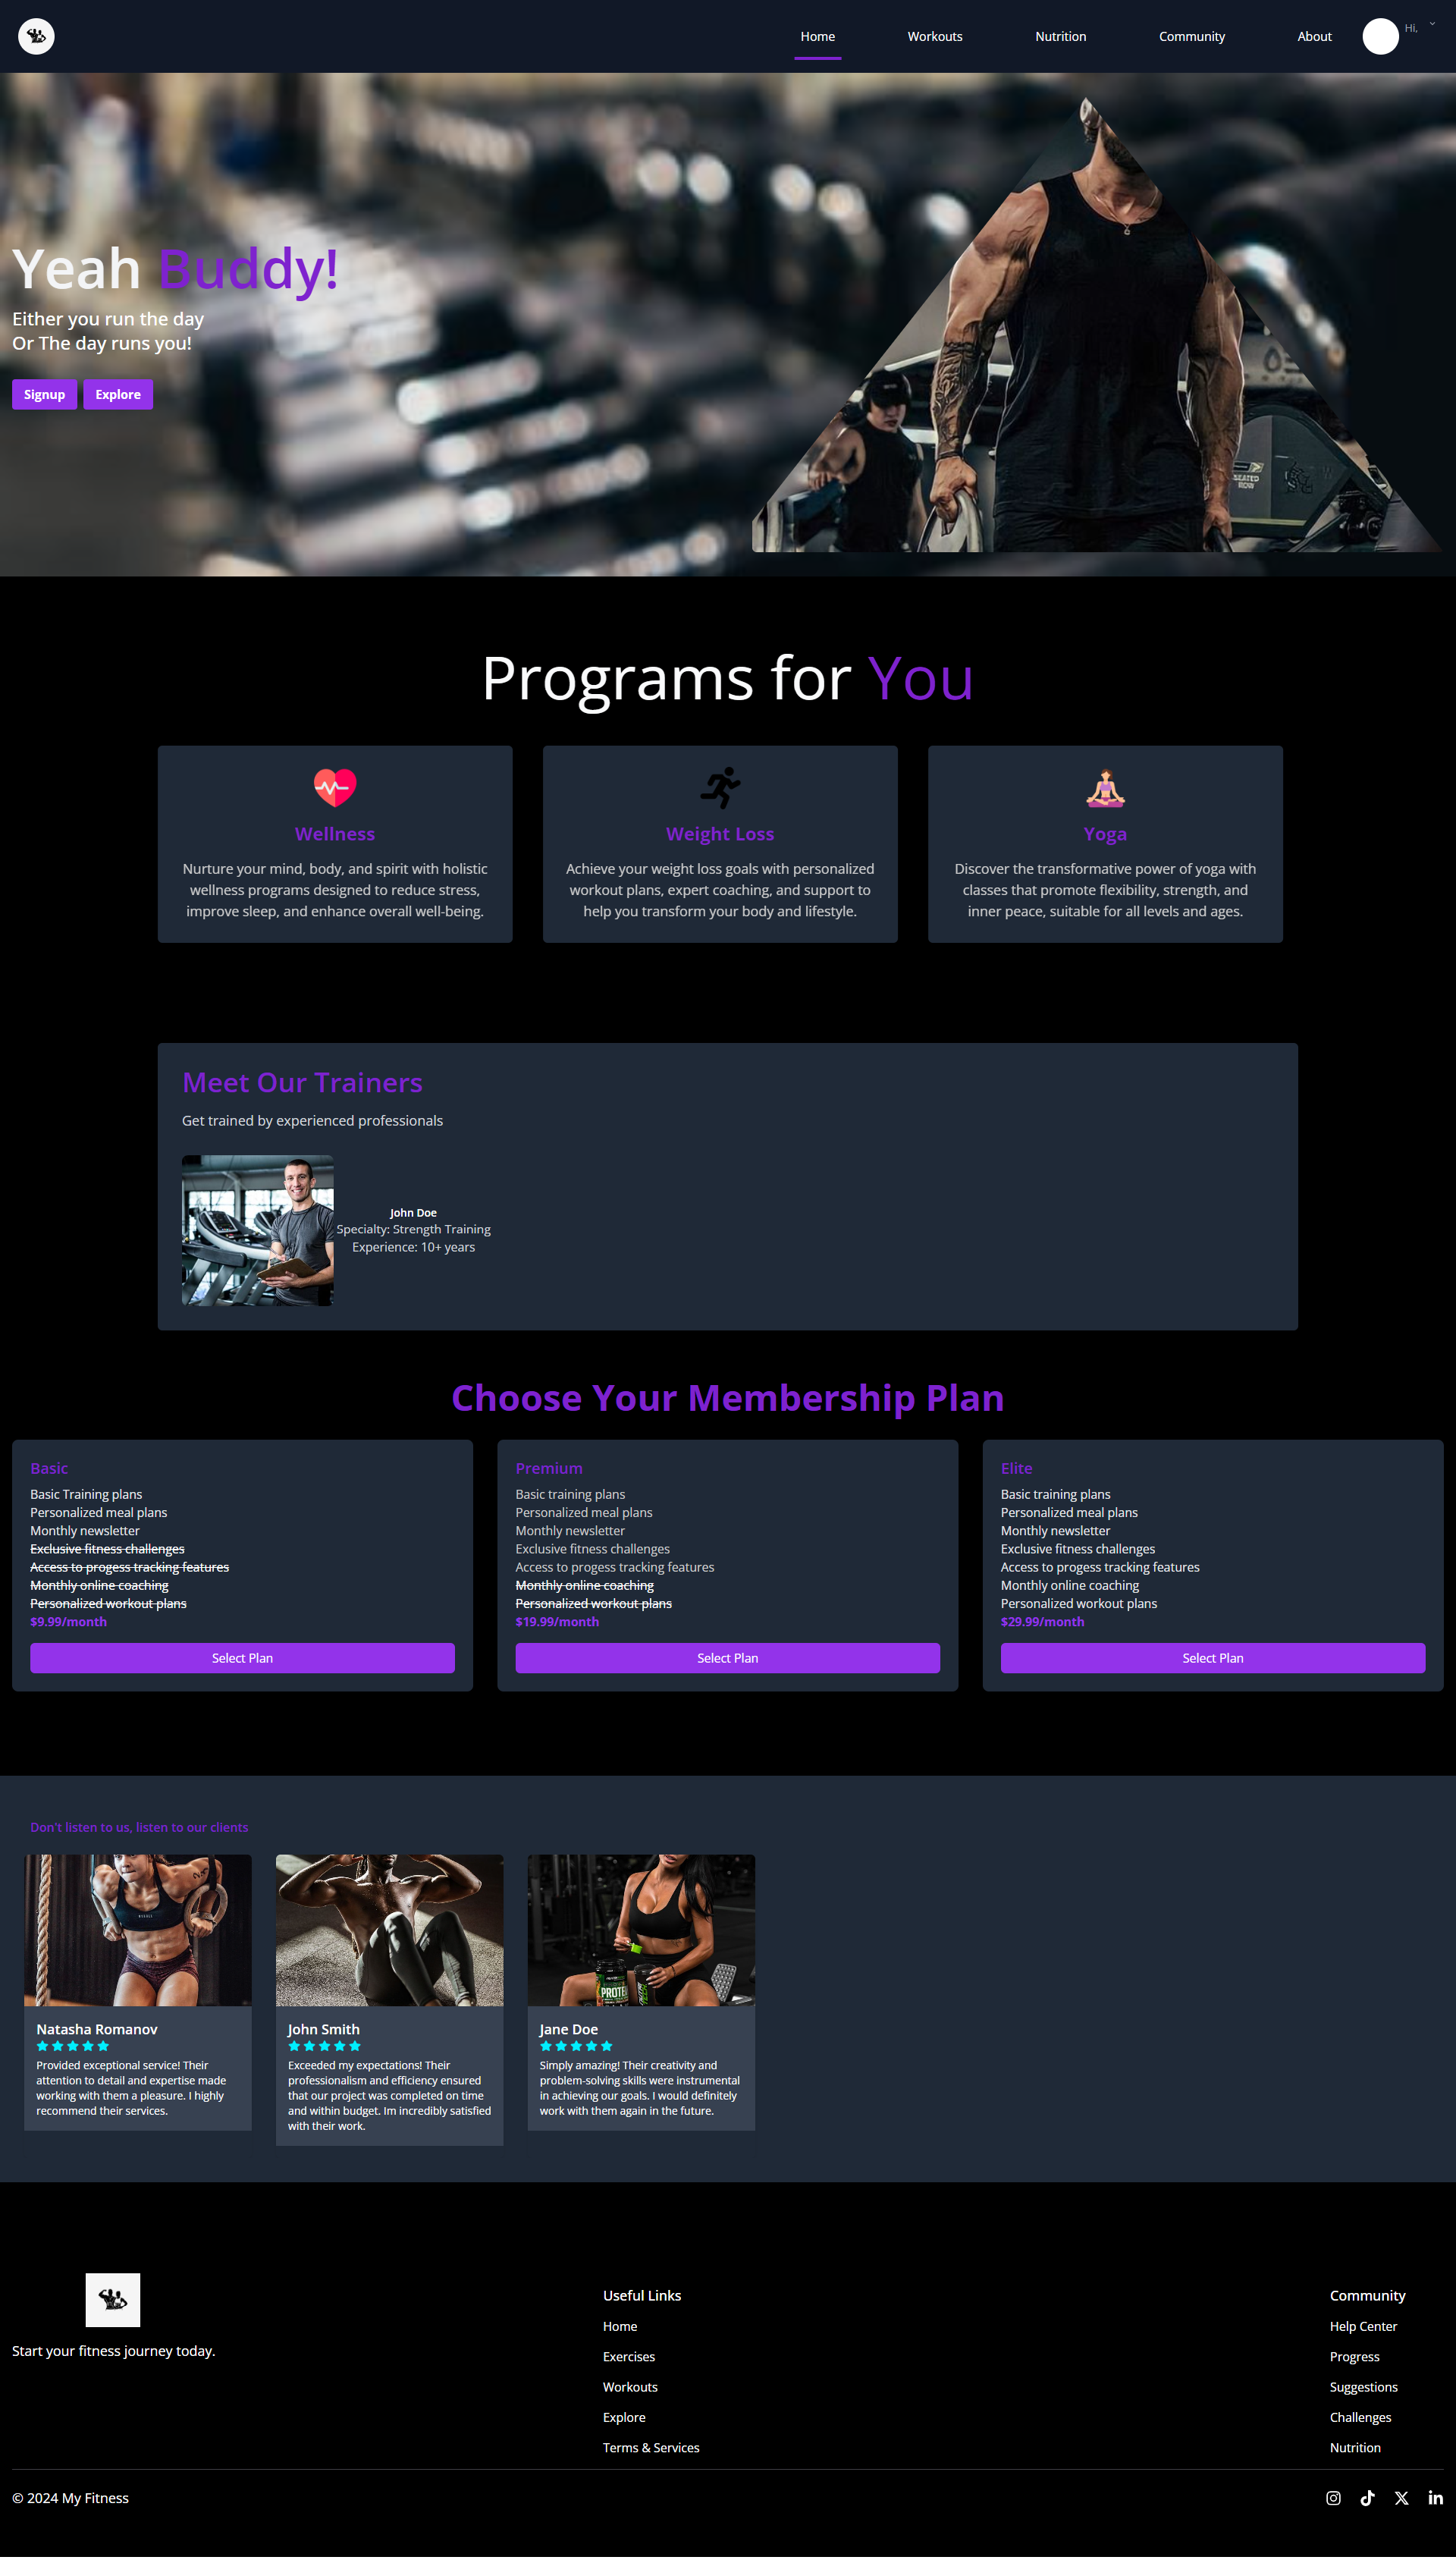 Home Workouts Nutrition Community About Hi,
Yeah Buddy!
Either you run the day
Or The day runs you!
Signup Explore
SEATED
ROW
Programs for You
Wellness
Nurture your mind, body, and spirit with holistic
wellness programs designed to reduce stress,
improve sleep, and enhance overall well-being.
Weight Loss
Achieve your weight loss goals with personalized
workout plans, expert coaching, and support to
help you transform your body and lifestyle.
Yoga
Discover the transformative power of yoga with
classes that promote flexibility, strength, and
inner peace, suitable for all levels and ages.
Meet Our Trainers
Get trained by experienced professionals
John Doe
Specialty: Strength Training
Experience: 10+ years
Choose Your Membership Plan
Basic
Basic Training plans
Personalized meal plans
Monthly newsletter
Exclusive fitness challenges
Access to progess tracking features
Monthly online coaching
Personalized workout plans
$9.99/month
Select Plan
Premium
Basic training plans
Personalized meal plans
Monthly newsletter
Exclusive fitness challenges
Access to progess tracking features
Monthly online coaching
Personalized workout plans
$19.99/month
Select Plan
Elite
Basic training plans
Personalized meal plans
Monthly newsletter
Exclusive fitness challenges
Access to progess tracking features
Monthly online coaching
Personalized workout plans
$29.99/month
Select Plan
Don't listen to us, listen to our clients
Natasha Romanov
Provided exceptional service! Their
attention to detail and expertise made
working with them a pleasure. I highly
recommend their services.
John Smith
Exceeded my expectations! Their
professionalism and efficiency ensured
that our project was completed on time
and within budget. Im incredibly satisfied
with their work.
PROTE
Jane Doe
Simply amazing! Their creativity and
problem-solving skills were instrumental
in achieving our goals. I would definitely
work with them again in the future.
Start your fitness journey today.
Useful Links
Home
Exercises
Workouts
Explore
Terms & Services
Community
Help Center
Progress
Suggestions
Challenges
Nutrition
© 2024 My Fitness